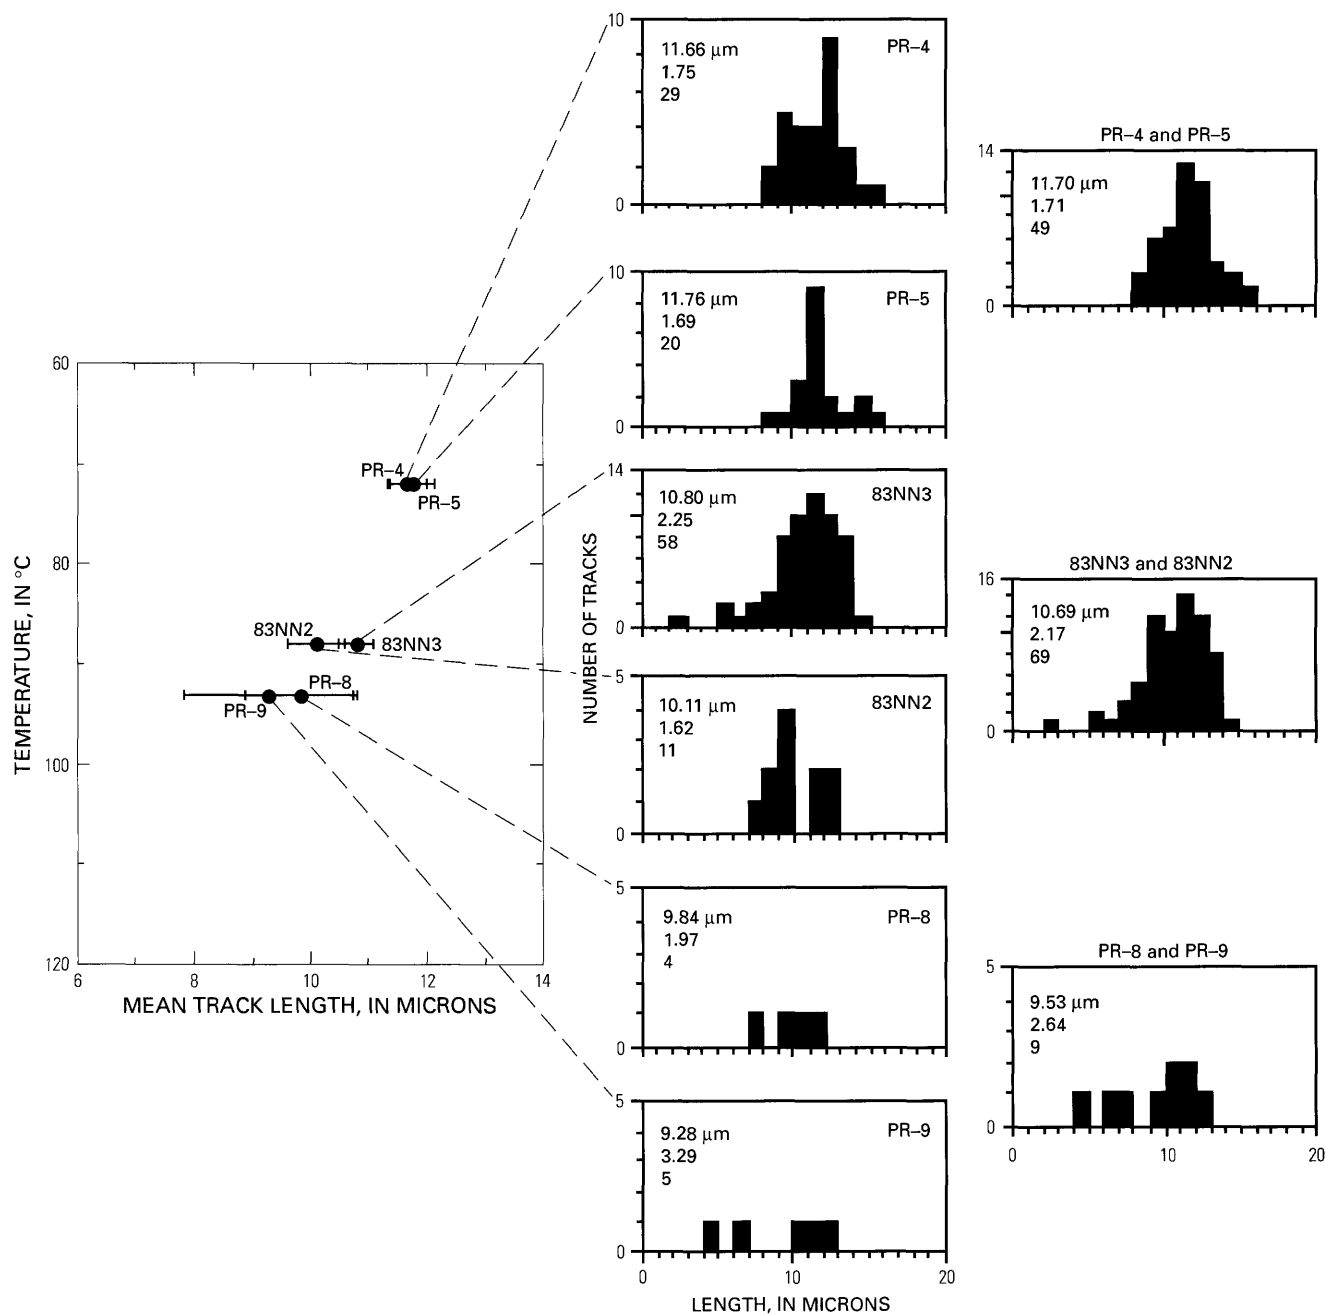 10
11.66 µm
1.75
29
PR–4
0
PR–4 and PR–5
14
11.70 µm
1.71
49
0
10
11.76 µm
1.69
20
PR–5
0
60
80
100
120
6
8
10
12
14
TEMPERATURE, IN °C
MEAN TRACK LENGTH, IN MICRONS
PR–4
PR–5
83NN2
83NN3
PR–8
PR–9
NUMBER OF TRACKS
14
10.80 µm
2.25
58
83NN3
0
83NN3 and 83NN2
16
10.69 µm
2.17
69
0
5
10.11 µm
1.62
11
83NN2
0
5
9.84 µm
1.97
4
PR–8
0
PR–8 and PR–9
5
9.53 µm
2.64
9
0
0
10
20
5
9.28 µm
3.29
5
PR–9
0
0
10
20
LENGTH, IN MICRONS